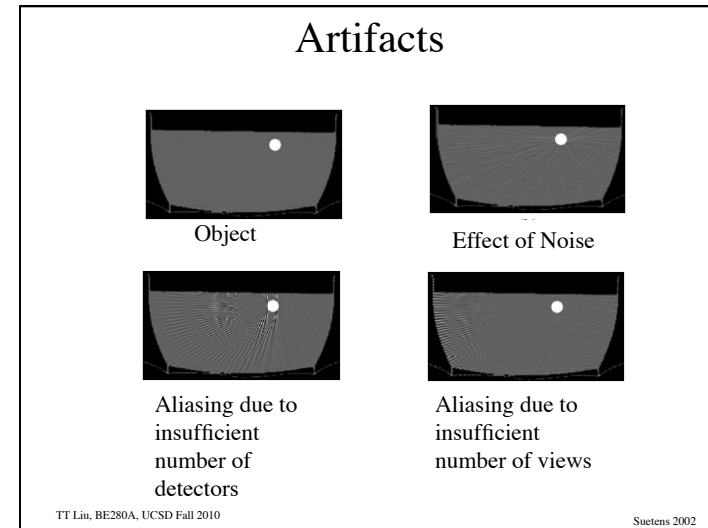 Artifacts
Object
Effect of Noise
Aliasing due to
insufficient
number of
detectors
Aliasing due to
insufficient
number of views
TT Liu, BE280A, UCSD Fall 2010
Suetens 2002